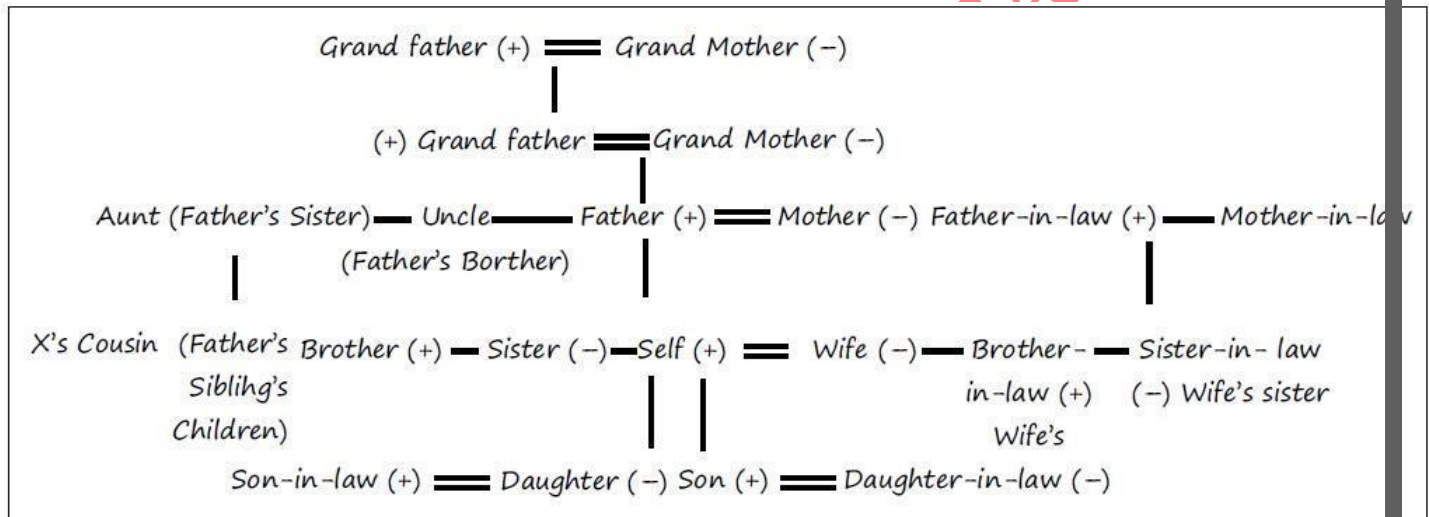 Grand father (+) Grand Mother (−)
(+) Grand father Grand Mother (−)
Aunt (Father's Sister) Uncle Father (+) Mother (−) Father-in-law (+) Mother-in-law
(Father's Borther)
X's Cousin (Father's Brother (+) Sister (−) Self (+) Wife (−) Brother- Sister-in- law
Siblihg's in-law (+) (−) Wife's sister
Children) Wife's
Son-in-law (+) Daughter (−) Son (+) Daughter-in-law (−)